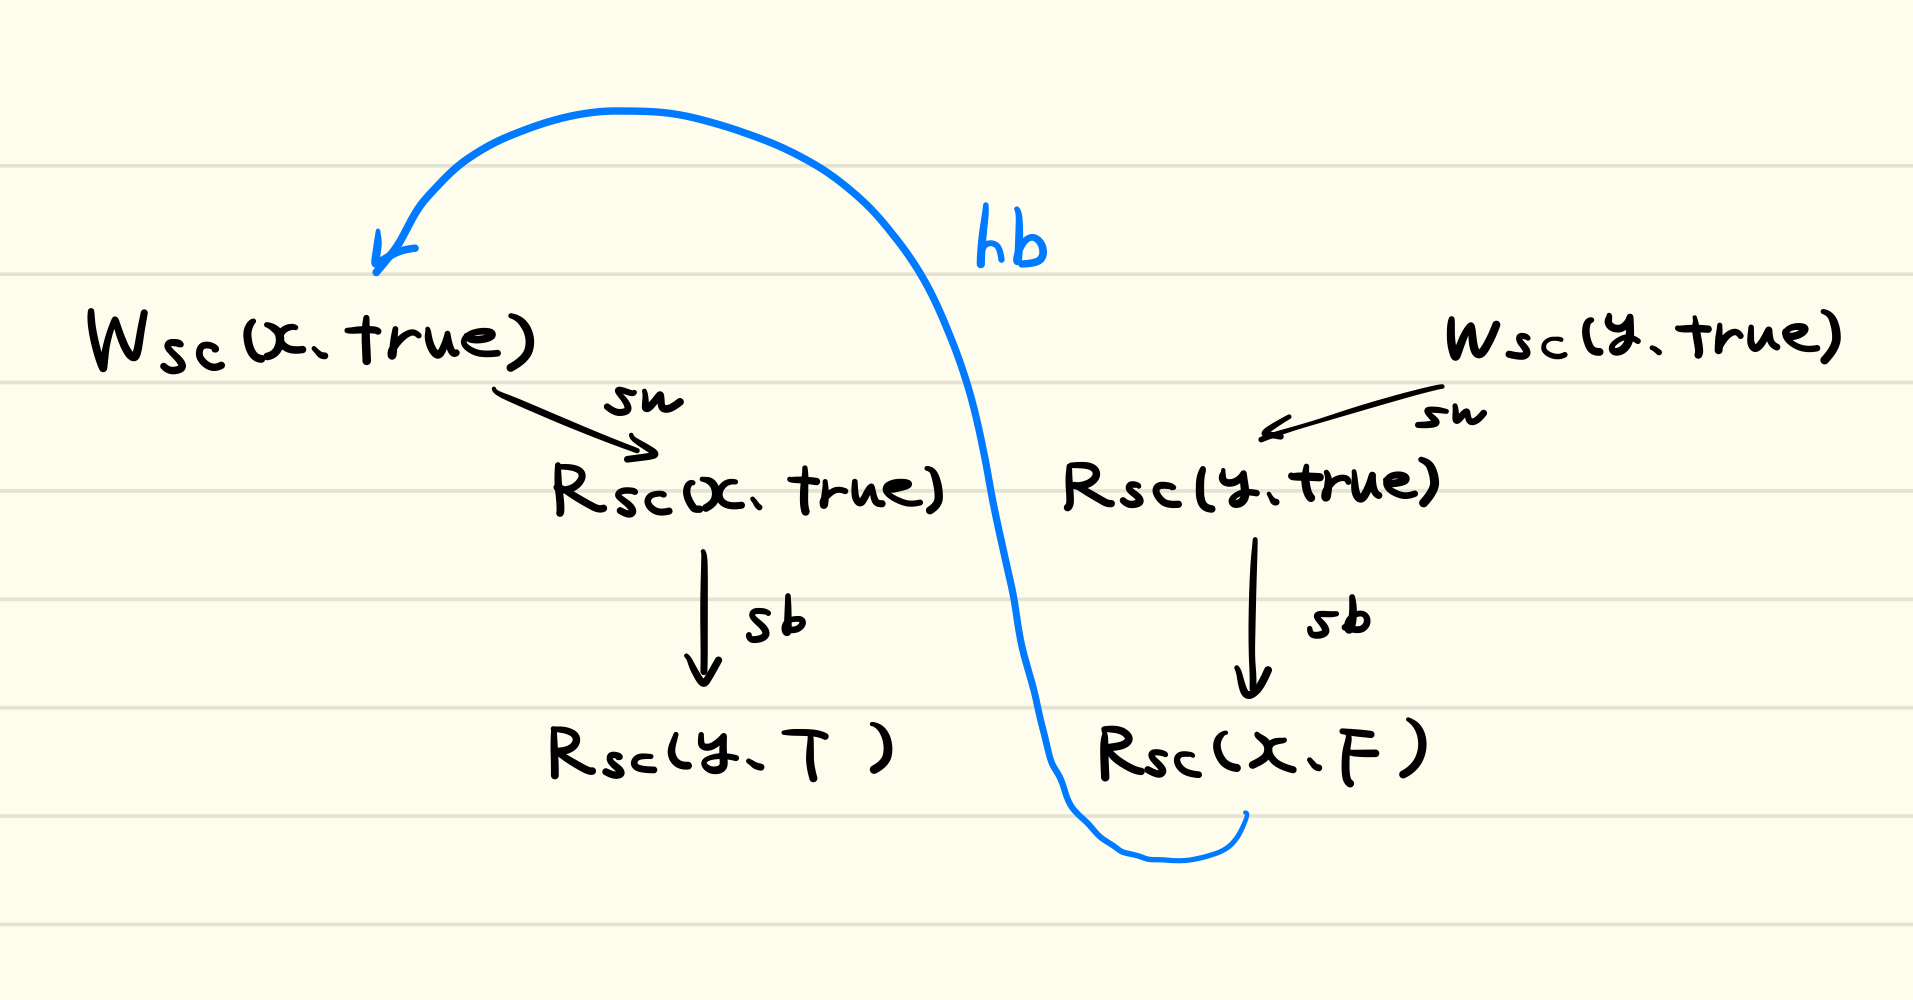 hb
Wsc(x、true) Wsc(y、true)
sw sw
Rsc(x、true) Rsc(y、true)
sb sb
Rsc(y、T) Rsc(x、F)